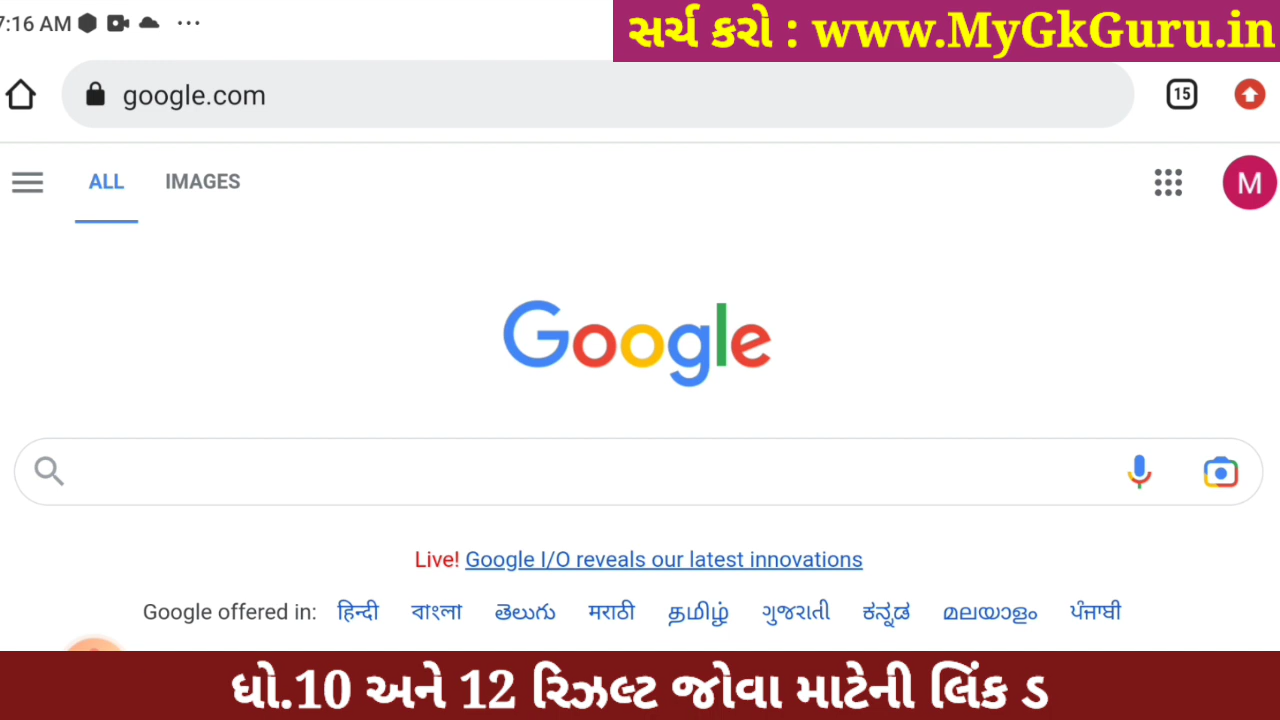 7:16 AM
સર્ચ કરો : www.MyGkGuru.in
google.com
15
ALL IMAGES
M
Google
Live! Google I/O reveals our latest innovations
Google offered in: हिन्दी বাংলা తెలుగు मराठी தமிழ் ગુજરાતી ಕನ್ನಡ മലയാളം ਪੰਜਾਬੀ
ધો.10 અને 12 રિઝલ્ટ જોવા માટેની લિંક ડ